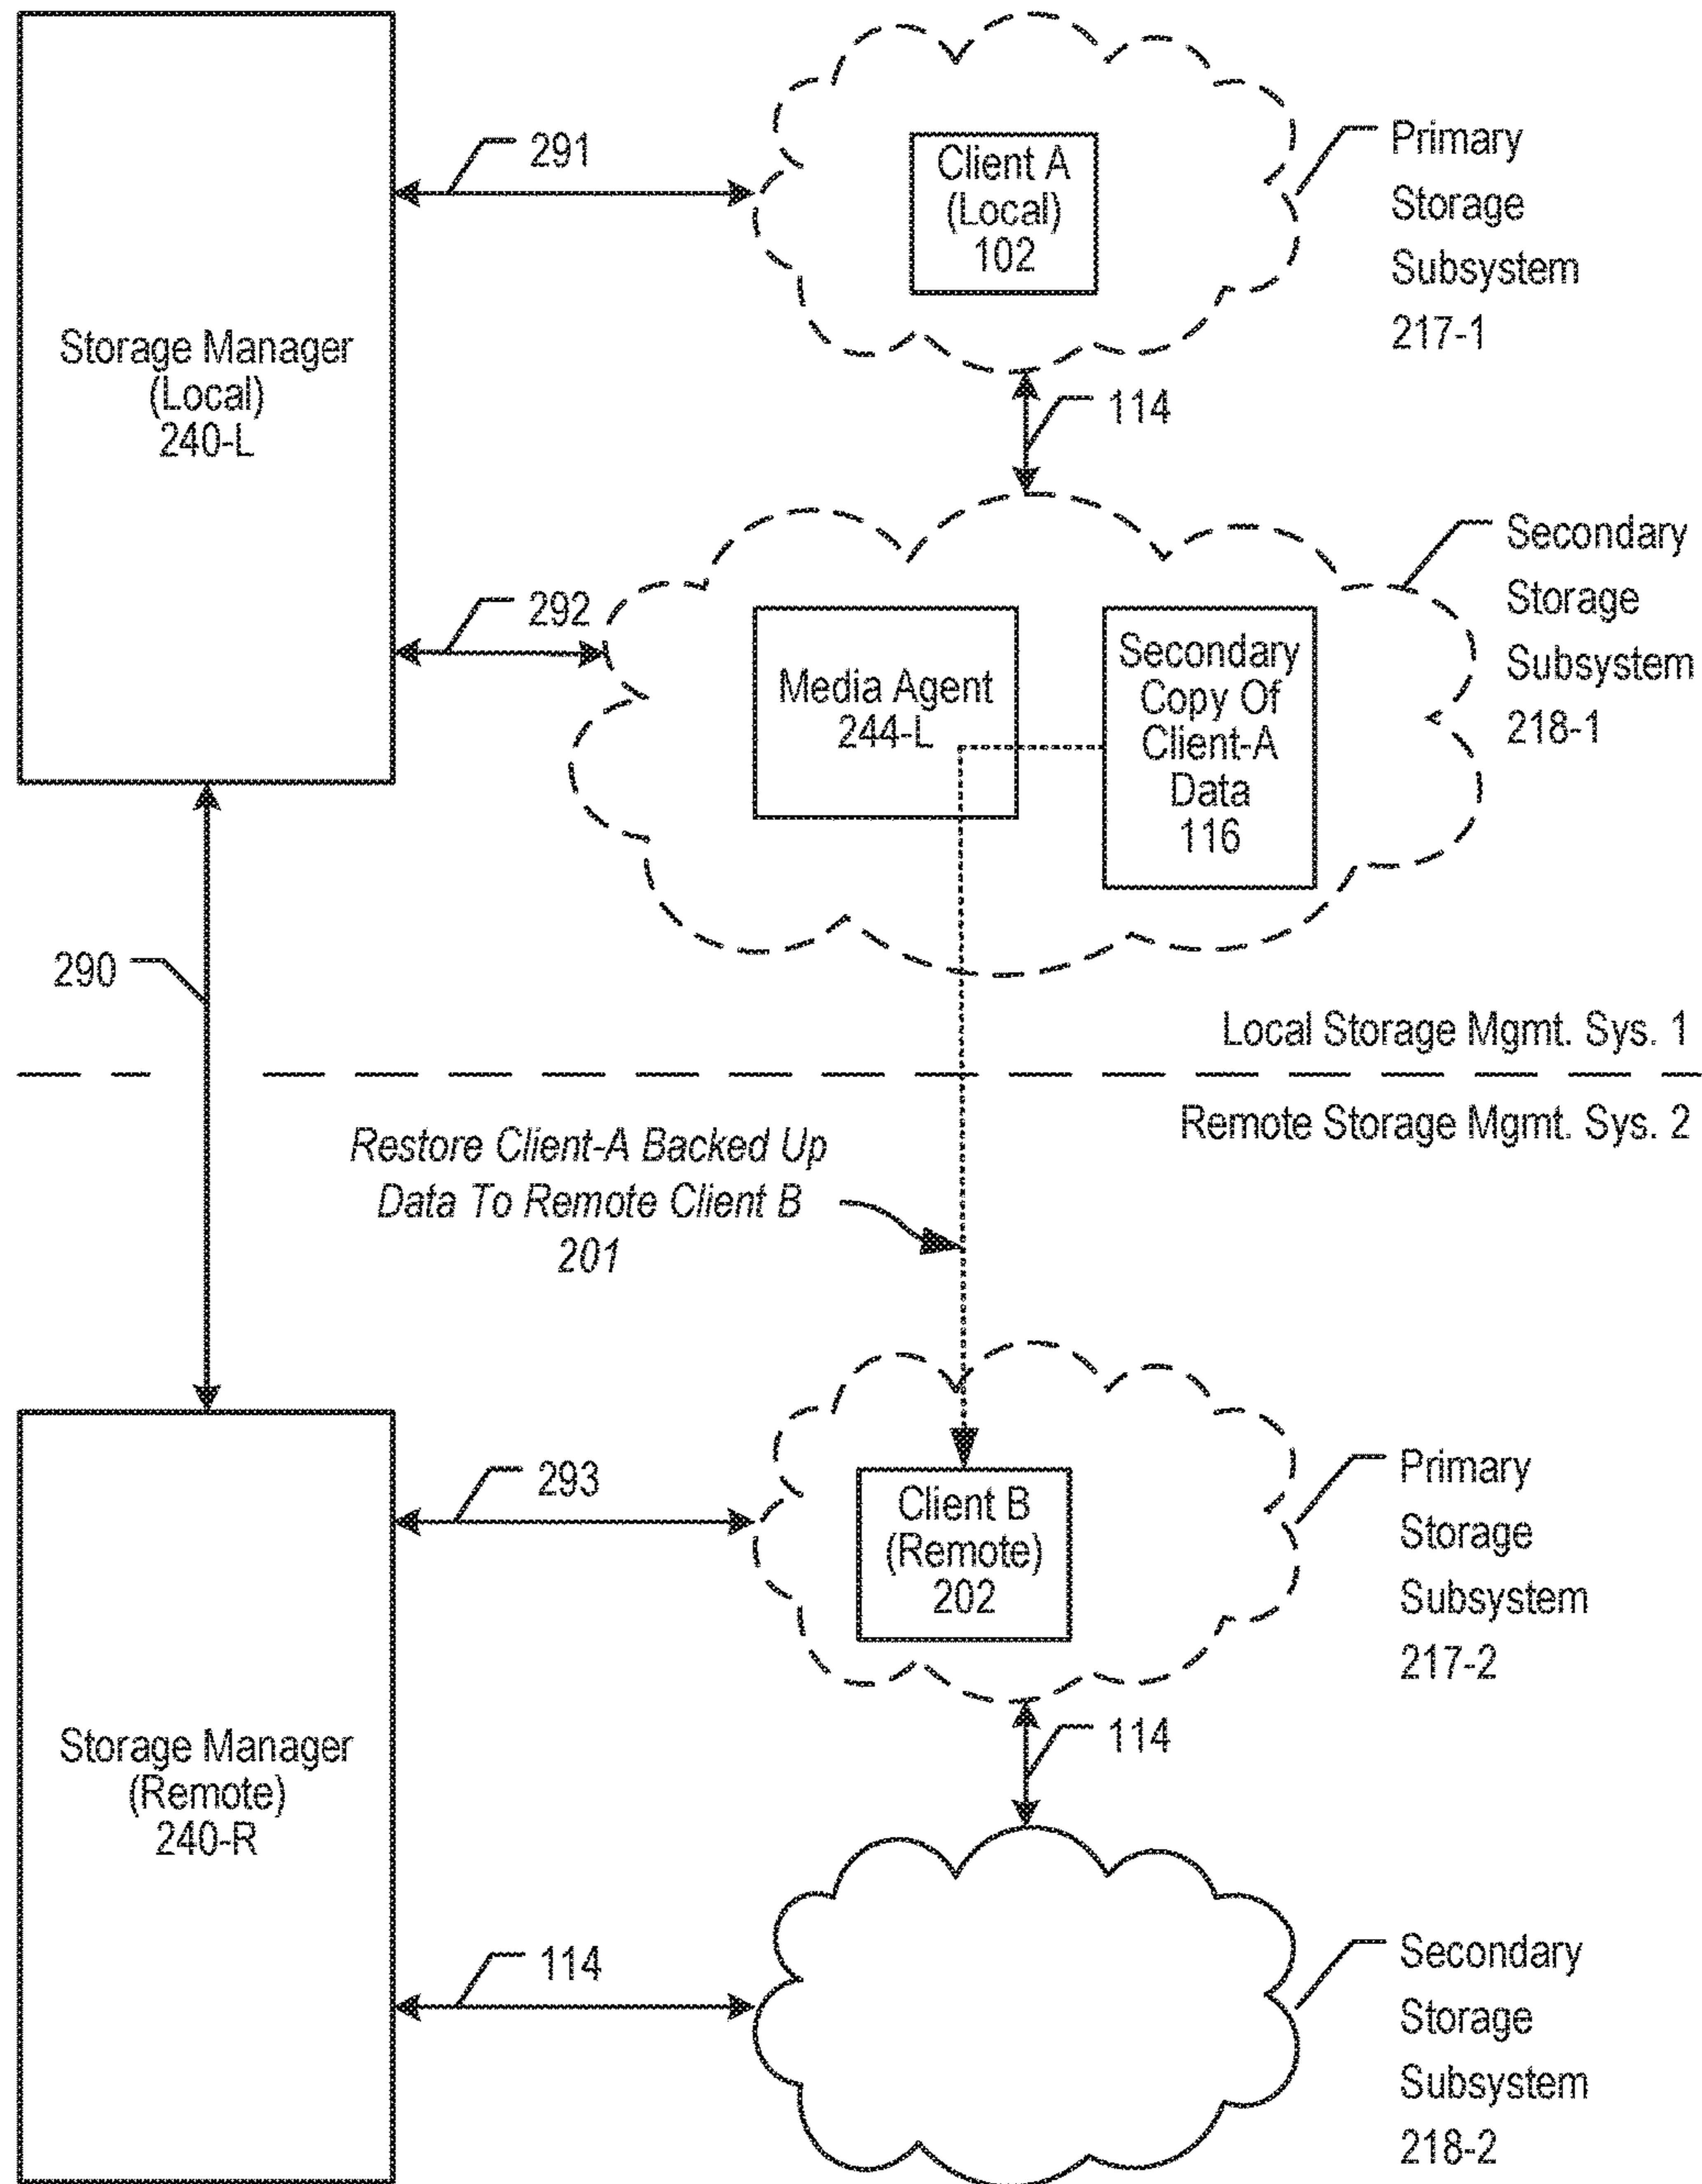 291
Client A
(Local)
102
Primary
Storage
Subsystem
217-1
Storage Manager
(Local)
240-L
114
292
Media Agent
244-L
Secondary
Copy Of
Client-A
Data
116
Secondary
Storage
Subsystem
218-1
290
Local Storage Mgmt. Sys. 1
Remote Storage Mgmt. Sys. 2
Restore Client-A Backed Up
Data To Remote Client B
201
293
Client B
(Remote)
202
Primary
Storage
Subsystem
217-2
Storage Manager
(Remote)
240-R
114
114
Secondary
Storage
Subsystem
218-2